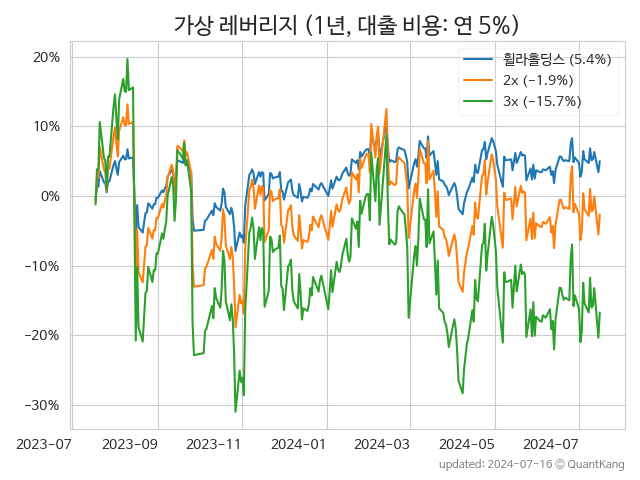 가상 레버리지 (1년, 대출 비용: 연 5%)
휠라홀딩스 (5.4%)
2x (−1.9%)
3x (−15.7%)
20%
10%
0%
−10%
−20%
−30%
2023-07 2023-09 2023-11 2024-01 2024-03 2024-05 2024-07
updated: 2024-07-16 © QuantKang